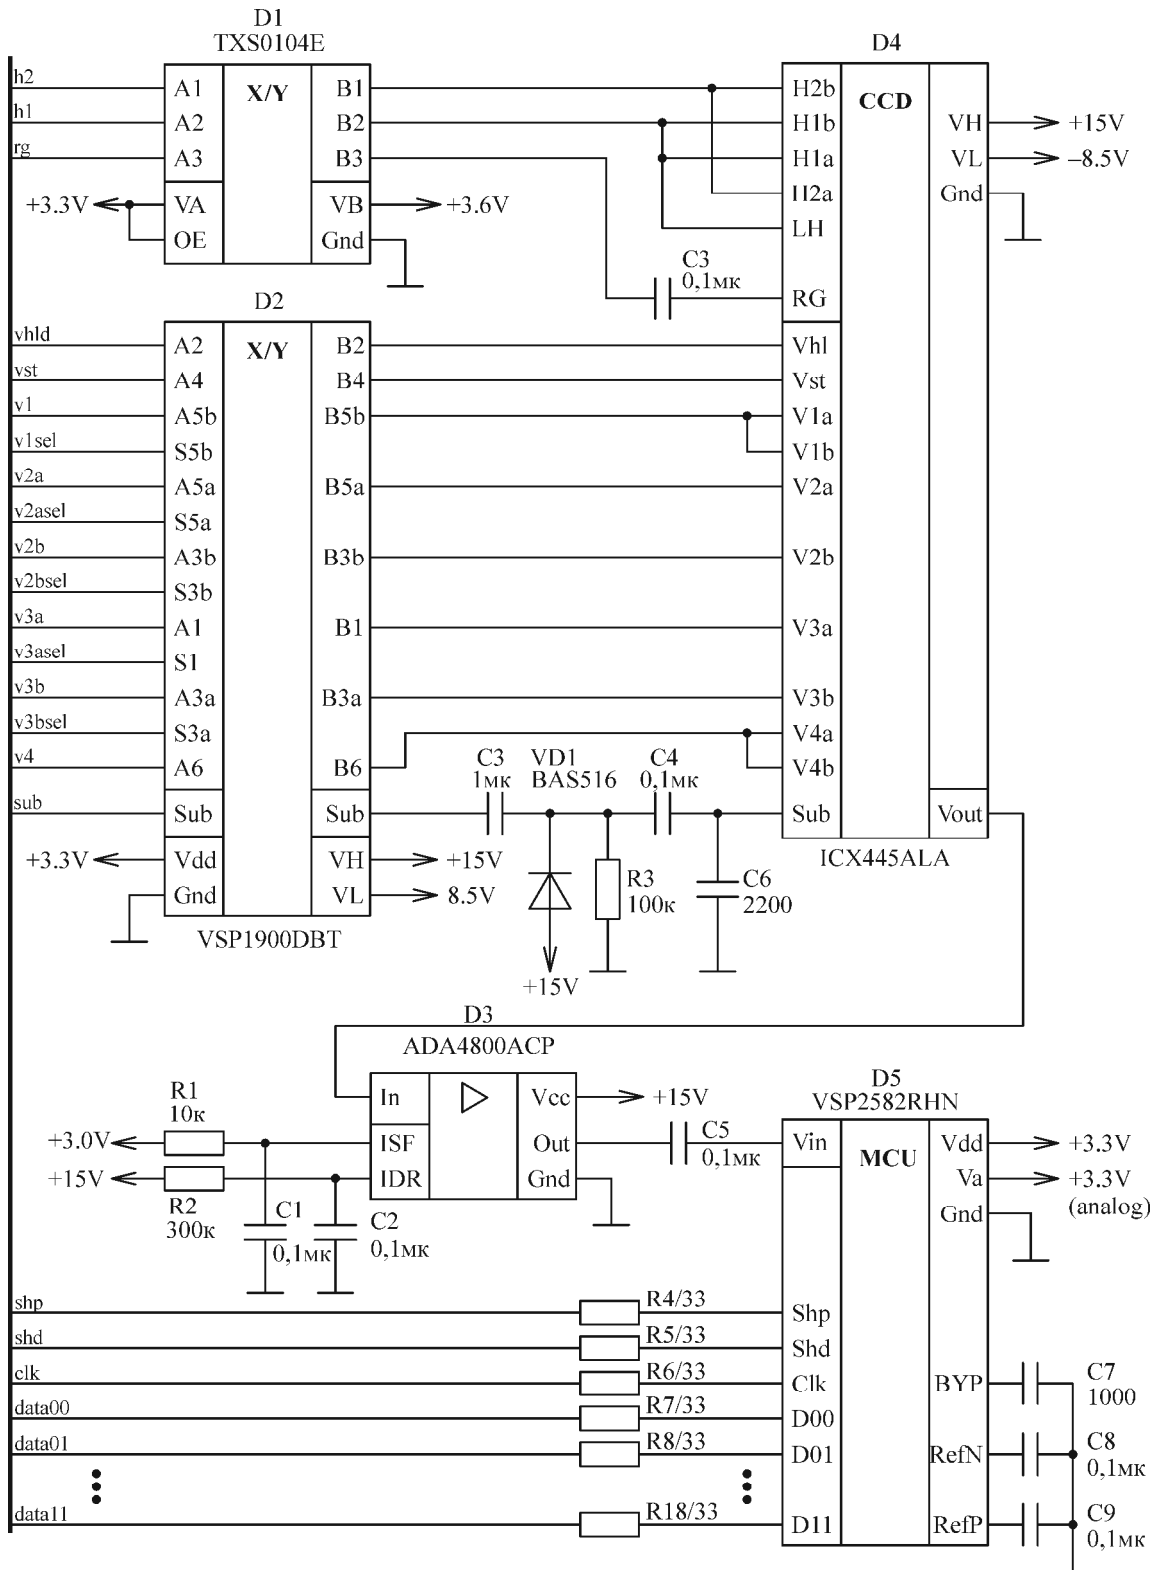 D1
TXS0104E
D4
h2 A1 X/Y B1 H2b CCD
h1 A2 B2 H1b VH +15V
rg A3 B3 H1a VL –8.5V
+3.3V VA VB +3.6V H2a Gnd
OE Gnd LH
C3
0,1мк
RG
D2
vhld A2 X/Y B2 Vhl
vst A4 B4 Vst
v1 A5b B5b V1a
v1sel S5b V1b
v2a A5a B5a V2a
v2asel S5a
v2b A3b B3b V2b
v2bsel S3b
v3a A1 B1 V3a
v3asel S1
v3b A3a B3a V3b
v3bsel S3a V4a
v4 A6 B6 V4b
C3
1мк
VD1
BAS516
C4
0,1мк
sub Sub Sub Sub Vout
+3.3V Vdd VH +15V
Gnd VL 8.5V
ICX445ALA
R3
100к
C6
2200
VSP1900DBT
+15V
D3
ADA4800ACP
D5
VSP2582RHN
In Vcc +15V
R1
10к
+3.0V ISF Out
C5
0,1мк
Vin MCU Vdd +3.3V
+15V IDR Gnd Va +3.3V
(analog)
Gnd
R2
300к
C1
0,1мк
C2
0,1мк
shp R4/33 Shp
shd R5/33 Shd
clk R6/33 Clk BYP
C7
1000
data00 R7/33 D00
data01 R8/33 D01 RefN
C8
0,1мк
data11 R18/33 D11 RefP
C9
0,1мк